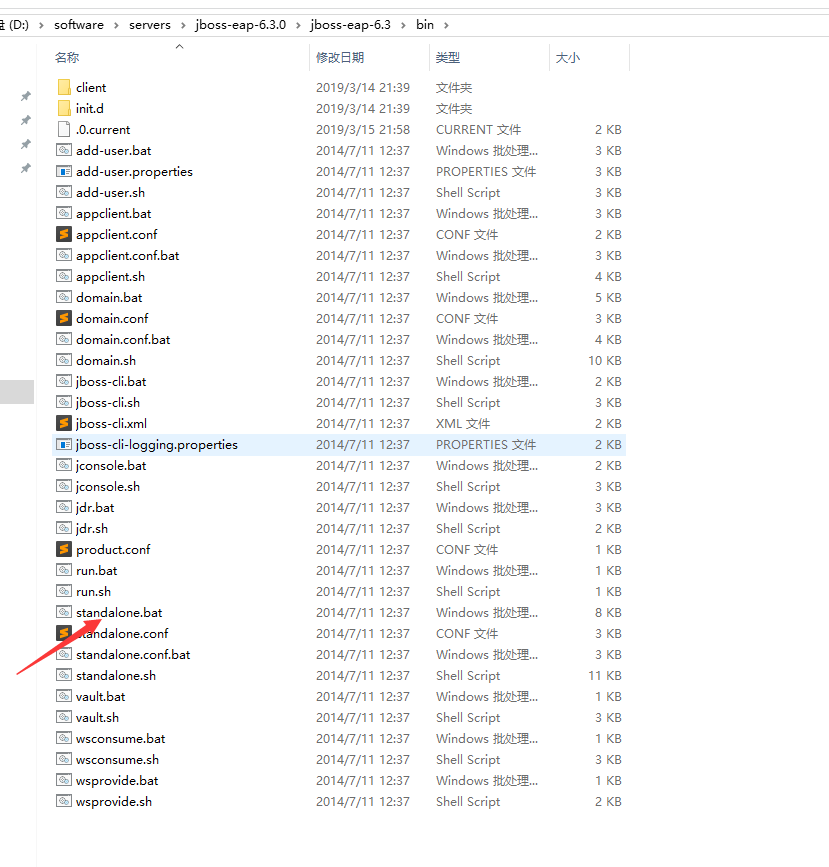 盘 (D:) › software › servers › jboss-eap-6.3.0 › jboss-eap-6.3 › bin ›
名称 修改日期 类型 大小
client 2019/3/14 21:39 文件夹
init.d 2019/3/14 21:39 文件夹
.0.current 2019/3/15 21:58 CURRENT 文件 2 KB
add-user.bat 2014/7/11 12:37 Windows 批处理... 3 KB
add-user.properties 2014/7/11 12:37 PROPERTIES 文件 3 KB
add-user.sh 2014/7/11 12:37 Shell Script 3 KB
appclient.bat 2014/7/11 12:37 Windows 批处理... 3 KB
appclient.conf 2014/7/11 12:37 CONF 文件 2 KB
appclient.conf.bat 2014/7/11 12:37 Windows 批处理... 3 KB
appclient.sh 2014/7/11 12:37 Shell Script 4 KB
domain.bat 2014/7/11 12:37 Windows 批处理... 5 KB
domain.conf 2014/7/11 12:37 CONF 文件 3 KB
domain.conf.bat 2014/7/11 12:37 Windows 批处理... 4 KB
domain.sh 2014/7/11 12:37 Shell Script 10 KB
jboss-cli.bat 2014/7/11 12:37 Windows 批处理... 2 KB
jboss-cli.sh 2014/7/11 12:37 Shell Script 3 KB
jboss-cli.xml 2014/7/11 12:37 XML 文件 2 KB
jboss-cli-logging.properties 2014/7/11 12:37 PROPERTIES 文件 2 KB
jconsole.bat 2014/7/11 12:37 Windows 批处理... 2 KB
jconsole.sh 2014/7/11 12:37 Shell Script 3 KB
jdr.bat 2014/7/11 12:37 Windows 批处理... 3 KB
jdr.sh 2014/7/11 12:37 Shell Script 2 KB
product.conf 2014/7/11 12:37 CONF 文件 1 KB
run.bat 2014/7/11 12:37 Windows 批处理... 1 KB
run.sh 2014/7/11 12:37 Shell Script 1 KB
standalone.bat 2014/7/11 12:37 Windows 批处理... 8 KB
standalone.conf 2014/7/11 12:37 CONF 文件 3 KB
standalone.conf.bat 2014/7/11 12:37 Windows 批处理... 3 KB
standalone.sh 2014/7/11 12:37 Shell Script 11 KB
vault.bat 2014/7/11 12:37 Windows 批处理... 1 KB
vault.sh 2014/7/11 12:37 Shell Script 3 KB
wsconsume.bat 2014/7/11 12:37 Windows 批处理... 1 KB
wsconsume.sh 2014/7/11 12:37 Shell Script 3 KB
wsprovide.bat 2014/7/11 12:37 Windows 批处理... 1 KB
wsprovide.sh 2014/7/11 12:37 Shell Script 2 KB